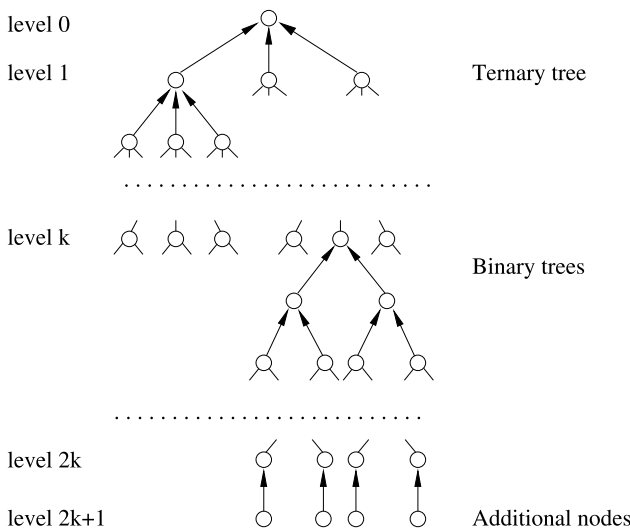 level 0
level 1 Ternary tree
level k
Binary trees
level 2k
level 2k+1 Additional nodes